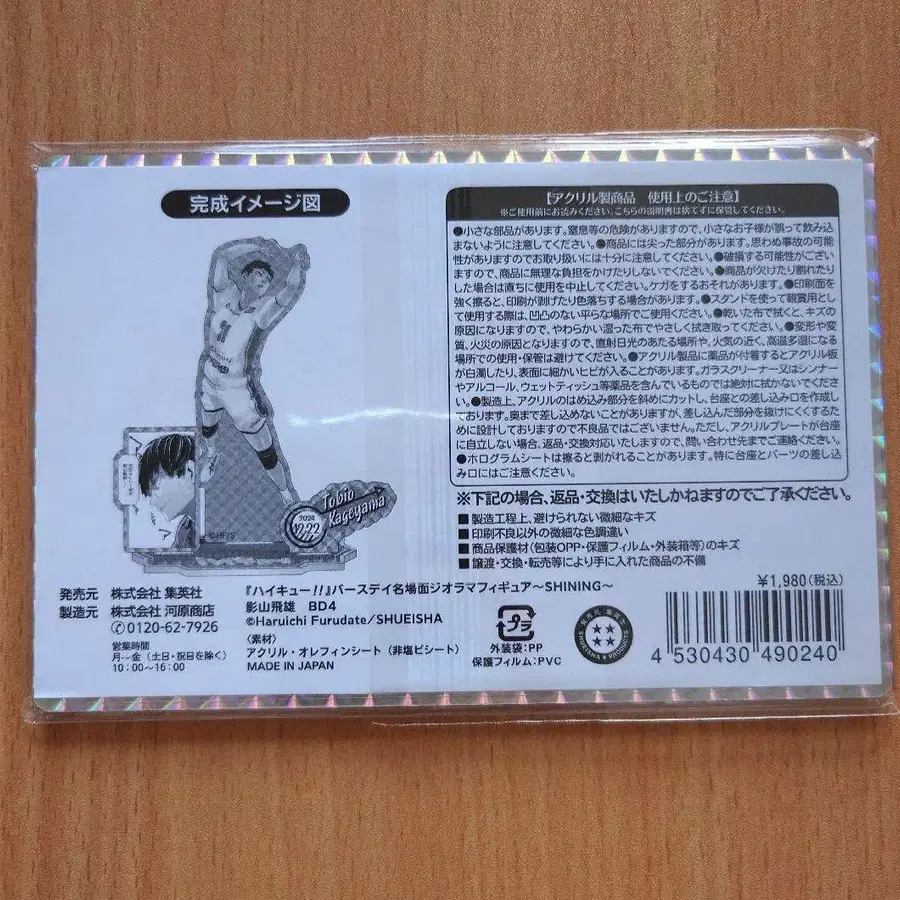 完成イメージ図
11
Tobio
Kageyama
2024
12.22
©HF/S
【アクリル製商品 使用上のご注意】
※ご使用前にお読みください。こちらの説明書は捨てずに保管してください。
●小さな部品があります。窒息等の危険がありますので、小さなお子様が誤って飲み込
まないように注意してください。●商品には尖った部分があります。思わぬ事故の可能
性がありますのでお取り扱いには十分に注意してください。●破損する可能性がござい
ますので、商品に無理な負担をかけたりしないでください。●商品が欠けたり割れたり
した場合は直ちに使用を中止してください。ケガをするおそれがあります。●印刷面を
強く擦ると、印刷が剥げたり色落ちする場合があります。●スタンドを使って観賞用とし
て使用する際は、凹凸のない平らな場所でご使用ください。●乾いた布で拭くと、キズの
原因になりますので、やわらかい湿った布でやさしく拭き取ってください。●変形や変
質、火災の原因となりますので、直射日光のあたる場所や、火気の近く、高温多湿になる
場所での使用・保管は避けてください。●アクリル製品に薬品が付着するとアクリル板
が白濁したり、表面に細かいヒビが入ることがあります。ガラスクリーナー又はシンナー
やアルコール、ウェットティッシュ等薬品を含んでいるものでは絶対に拭かないでくださ
い。●製造上、アクリルのはめ込み部分を斜めにカットし、台座との差し込み口を作成し
ております。奥まで差し込めないことがありますが、差し込んだ部分を抜けにくくするため
に設計しておりますので不良品ではございません。ただし、アクリルプレートが台座
に自立しない場合、返品・交換対応いたしますので、問い合わせ先までご連絡ください。
●ホログラムシートは擦ると剥がれることがあります。特に台座とパーツの差し込
み口にはご注意ください。
※下記の場合、返品・交換はいたしかねますのでご了承ください。
■製造工程上、避けられない微細なキズ
■印刷不良以外の微細な色調違い
■商品保護材(包装OPP・保護フィルム・外装箱等)のキズ
■譲渡・交換・転売等により手に入れた商品の不備
発売元 株式会社 集英社
製造元 株式会社 河原商店
0120-62-7926
営業時間
月〜金(土日・祝日を除く)
10:00〜16:00
『ハイキュー!!』バースデイ名場面ジオラマフィギュア〜SHINING〜
影山飛雄 BD4
©Haruichi Furudate/SHUEISHA
〈素材〉
アクリル・オレフィンシート(非塩ビシート)
MADE IN JAPAN
プラ
外装袋:PP
保護フィルム:PVC
発売元 集英社
SHUEISHA PRODUCTS
¥1,980(税込)
4 530430 490240